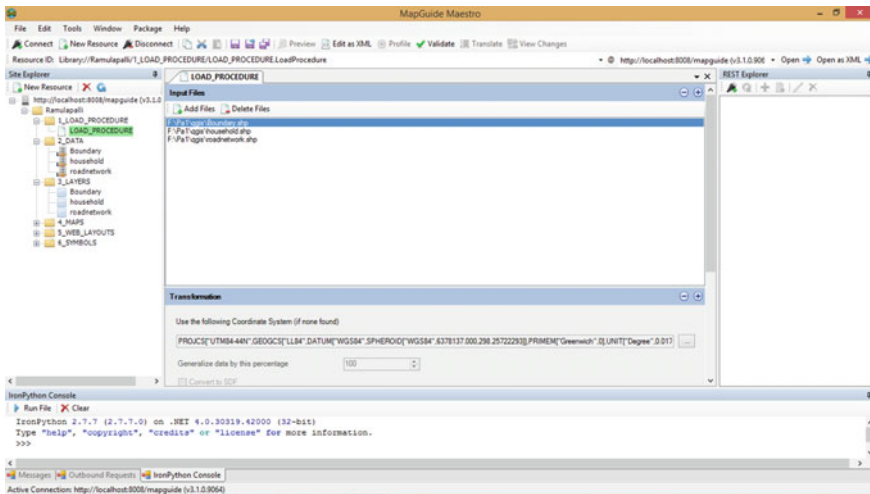 MapGuide Maestro
File Edit Tools Window Package Help
Connect New Resource Disconnect Preview Edit as XML Profile Validate Translate View Changes
Resource ID: Library://Ramulapalli/1_LOAD_PROCEDURE/LOAD_PROCEDURE.LoadProcedure @ http://localhost:8008/mapguide (v3.1.0.906 Open Open as XML
Site Explorer
New Resource
http://localhost:8008/mapguide (v3.1.0
Ramulapalli
1_LOAD_PROCEDURE
LOAD_PROCEDURE
2_DATA
Boundary
household
roadnetwork
3_LAYERS
Boundary
household
roadnetwork
4_MAPS
5_WEB_LAYOUTS
6_SYMBOLS
LOAD_PROCEDURE
Input Files
Add Files Delete Files
F:\Pa1\qgis\Boundary.shp
F:\Pa1\qgis\household.shp
F:\Pa1\qgis\roadnetwork.shp
Transformation
Use the following Coordinate System (if none found)
PROJCS["UTM84-44N",GEOGCS["LL84",DATUM["WGS84",SPHEROID["WGS84",6378137.000,298.25722293]],PRIMEM["Greenwich",0],UNIT["Degree",0.017 ...
Generalize data by this percentage 100
Convert to SDF
REST Explorer
IronPython Console
Run File Clear
IronPython 2.7.7 (2.7.7.0) on .NET 4.0.30319.42000 (32-bit)
Type "help", "copyright", "credits" or "license" for more information.
>>>
Messages Outbound Requests IronPython Console
Active Connection: http://localhost:8008/mapguide (v3.1.0.9064)